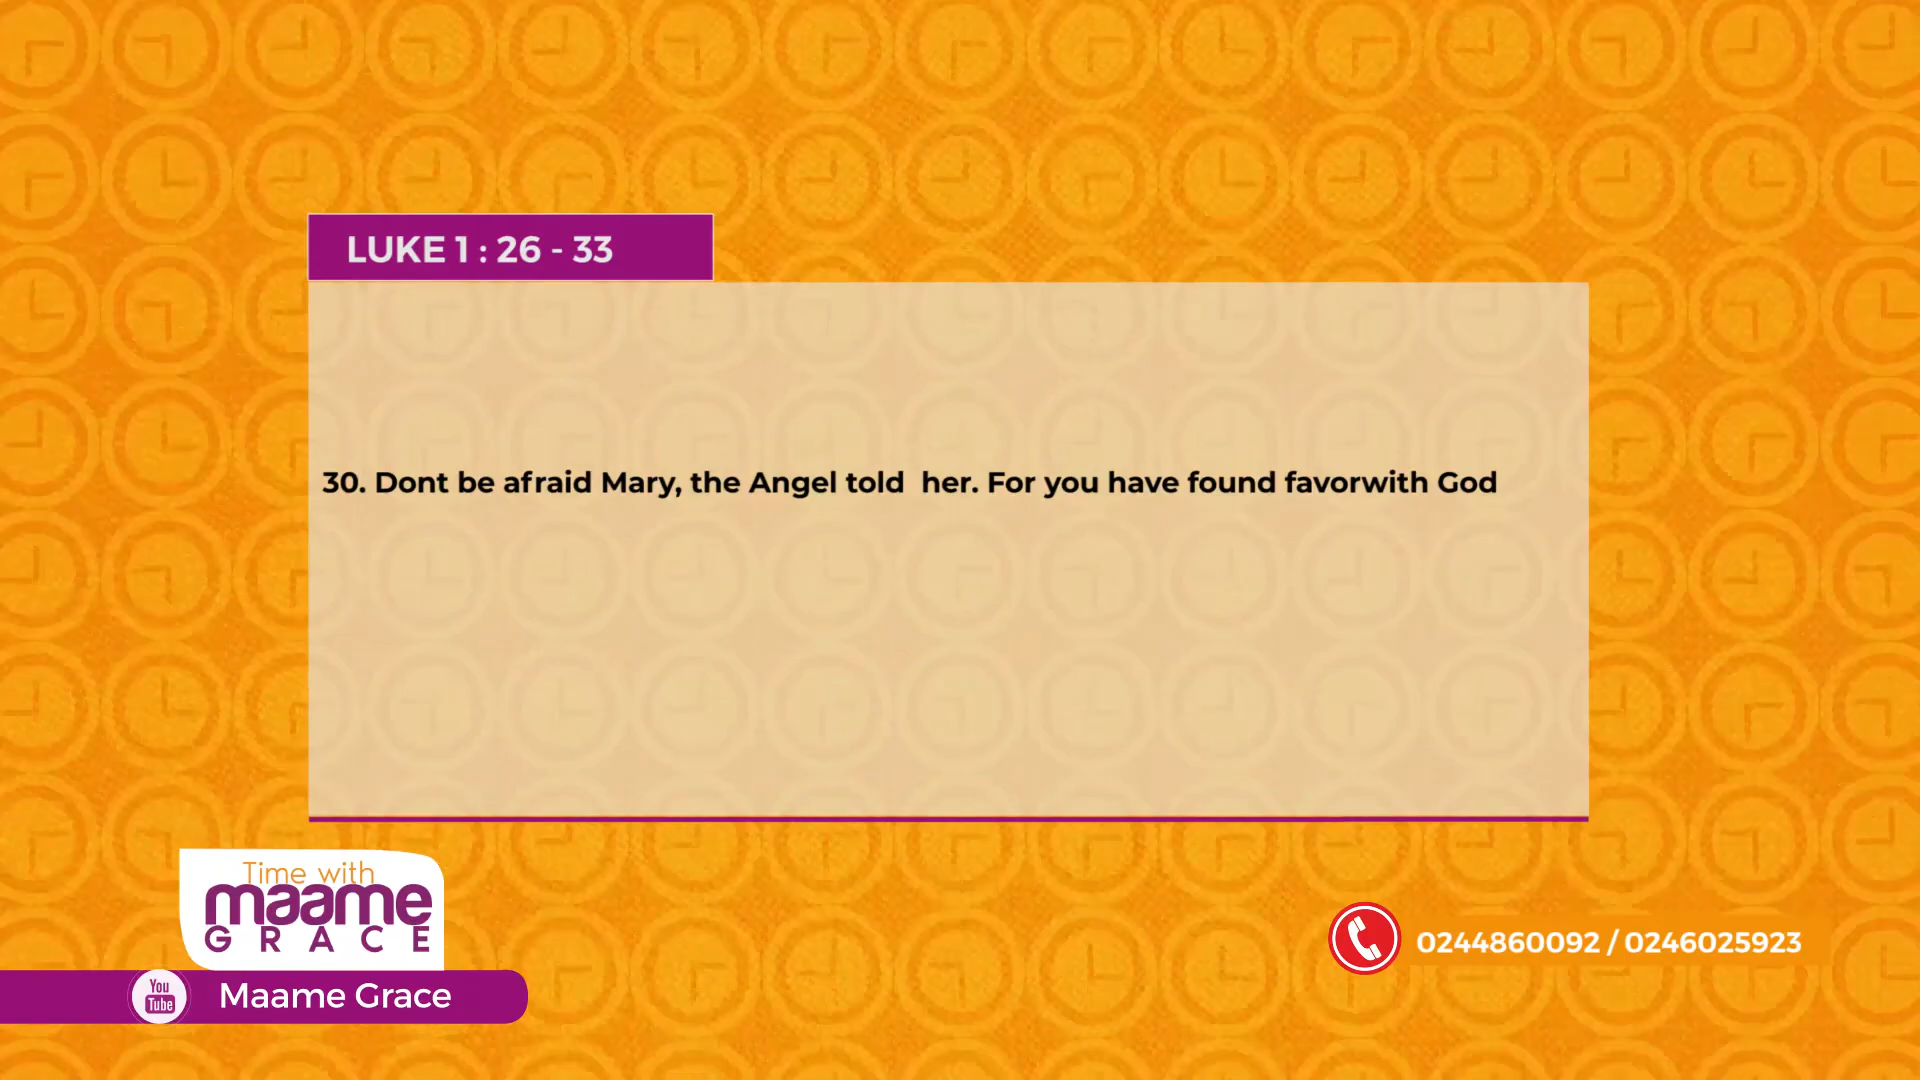 LUKE 1 : 26 - 33
30. Dont be afraid Mary, the Angel told  her. For you have found favorwith God
Time with
maame
GRACE
You
Tube
Maame Grace
0244860092 / 0246025923